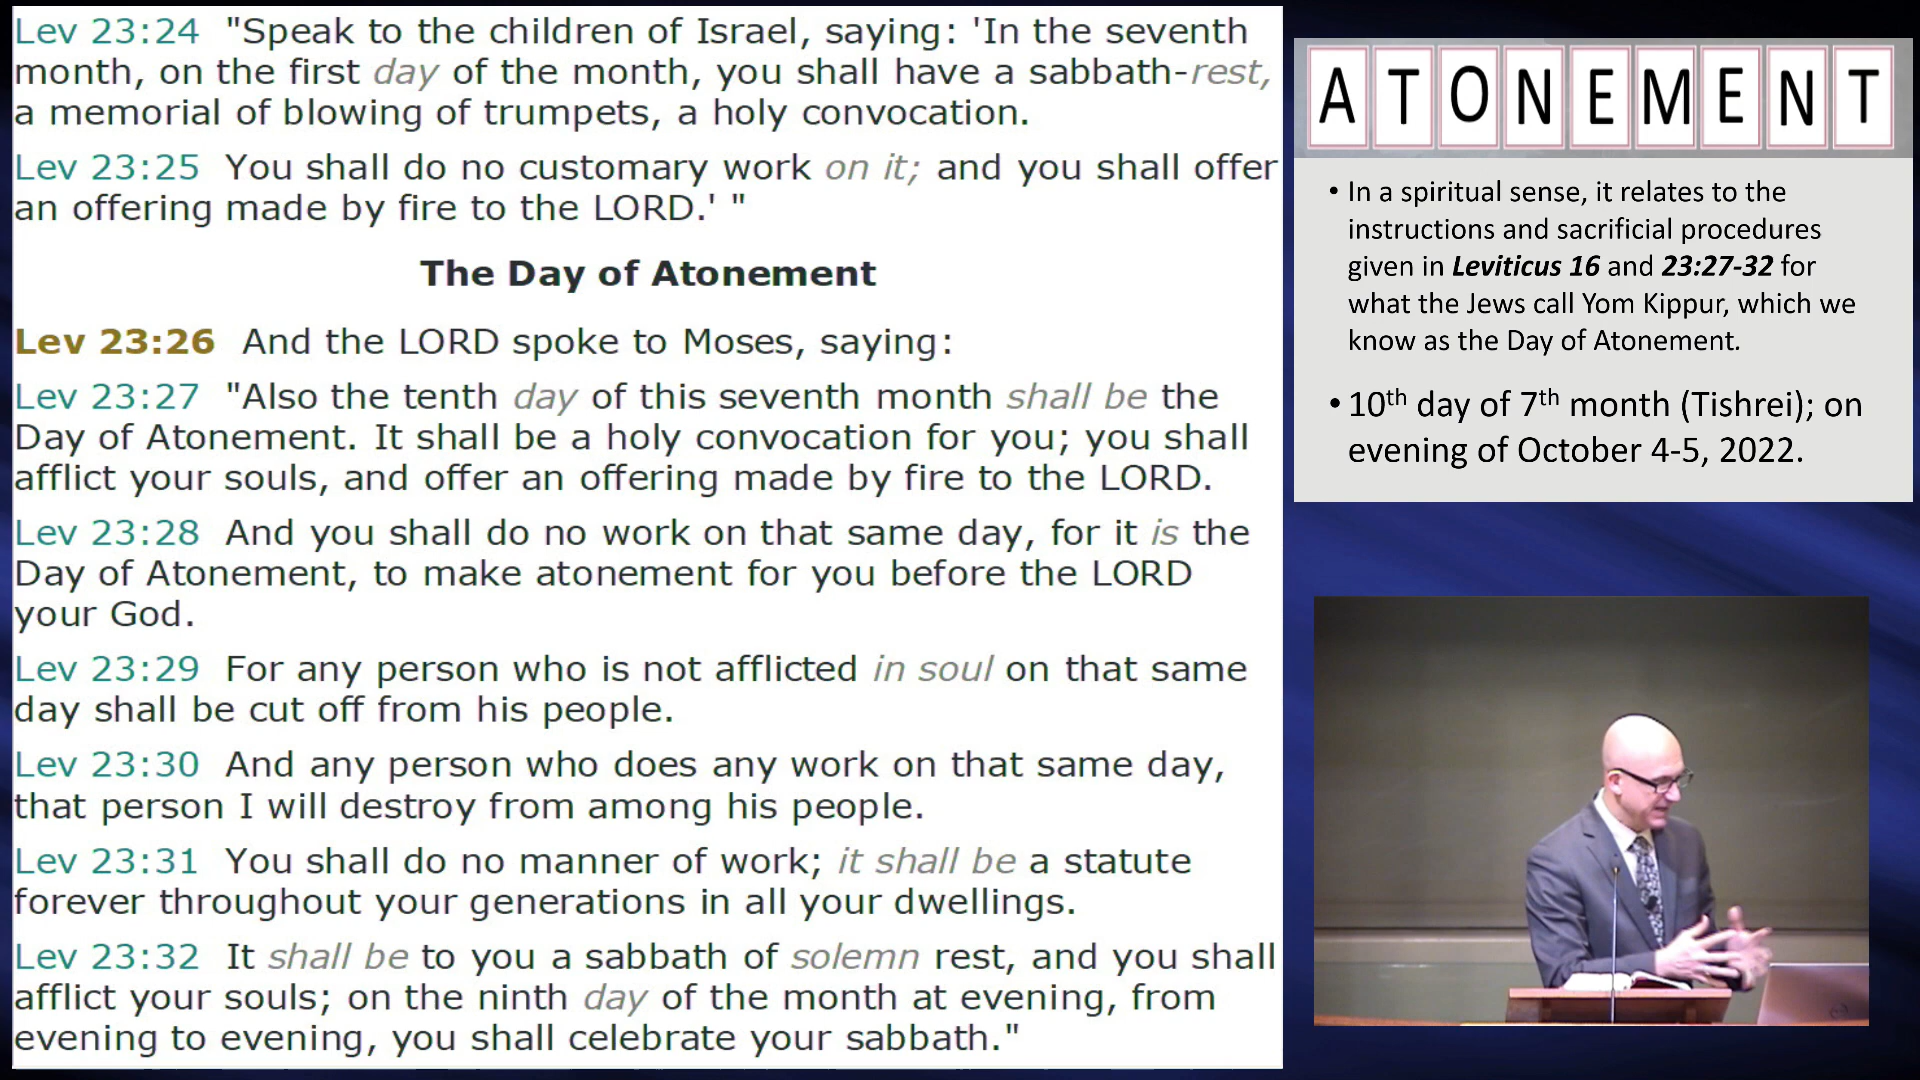 Lev 23:24 "Speak to the children of Israel, saying: 'In the seventh
month, on the first day of the month, you shall have a sabbath-rest,
a memorial of blowing of trumpets, a holy convocation.
Lev 23:25 You shall do no customary work on it; and you shall offer
an offering made by fire to the LORD.' "
The Day of Atonement
Lev 23:26 And the LORD spoke to Moses, saying:
Lev 23:27 "Also the tenth day of this seventh month shall be the
Day of Atonement. It shall be a holy convocation for you; you shall
afflict your souls, and offer an offering made by fire to the LORD.
Lev 23:28 And you shall do no work on that same day, for it is the
Day of Atonement, to make atonement for you before the LORD
your God.
Lev 23:29 For any person who is not afflicted in soul on that same
day shall be cut off from his people.
Lev 23:30 And any person who does any work on that same day,
that person I will destroy from among his people.
Lev 23:31 You shall do no manner of work; it shall be a statute
forever throughout your generations in all your dwellings.
Lev 23:32 It shall be to you a sabbath of solemn rest, and you shall
afflict your souls; on the ninth day of the month at evening, from
evening to evening, you shall celebrate your sabbath."
ATONEMENT
• In a spiritual sense, it relates to the
instructions and sacrificial procedures
given in Leviticus 16 and 23:27-32 for
what the Jews call Yom Kippur, which we
know as the Day of Atonement.
• 10th day of 7th month (Tishrei); on
evening of October 4-5, 2022.